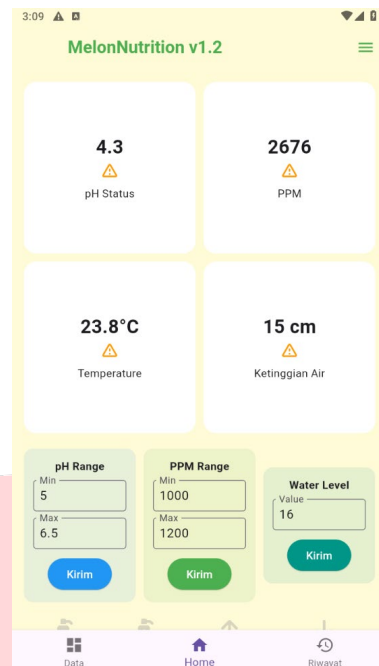 3:09
MelonNutrition v1.2
4.3
pH Status
2676
PPM
23.8°C
Temperature
15 cm
Ketinggian Air
pH Range
Min
5
Max
6.5
Kirim
PPM Range
Min
1000
Max
1200
Kirim
Water Level
Value
16
Kirim
Data
Home
Riwayat